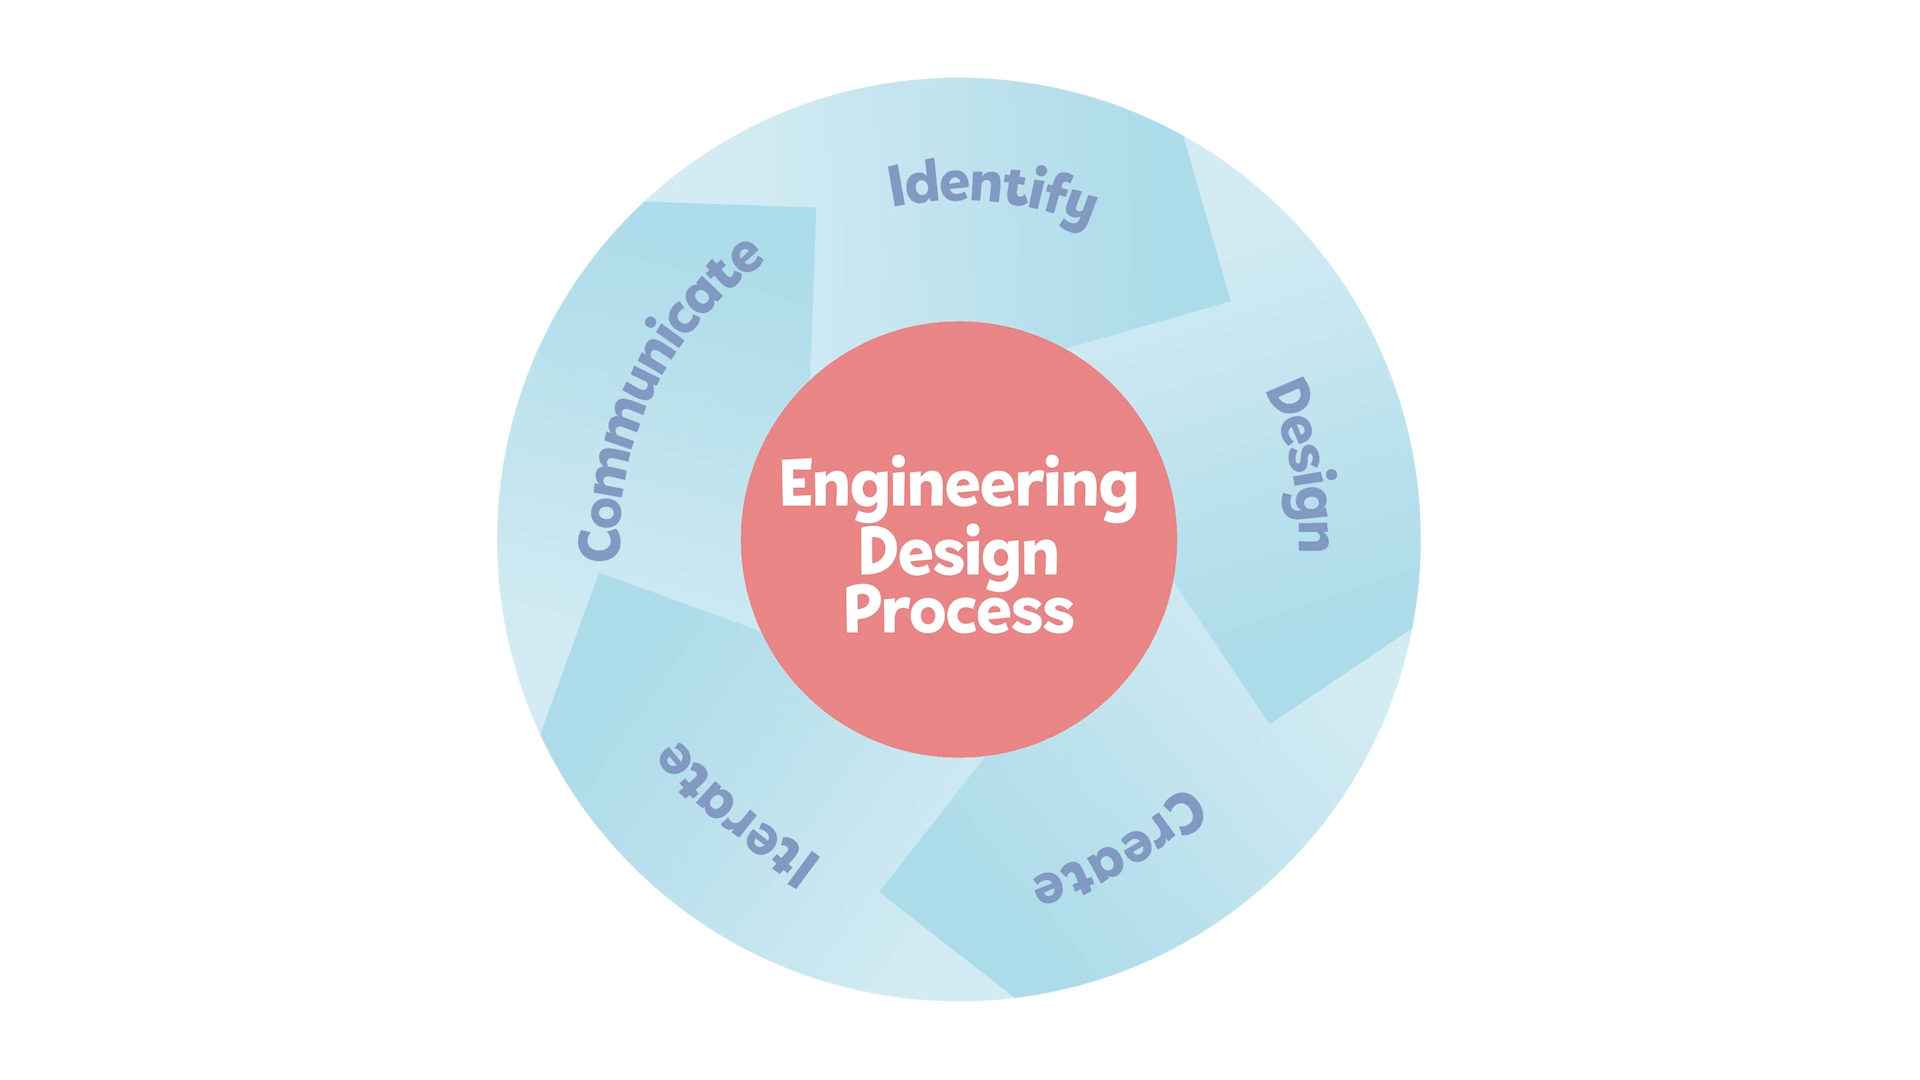 Identify
Design
Create
Iterate
Communicate
Engineering
Design
Process